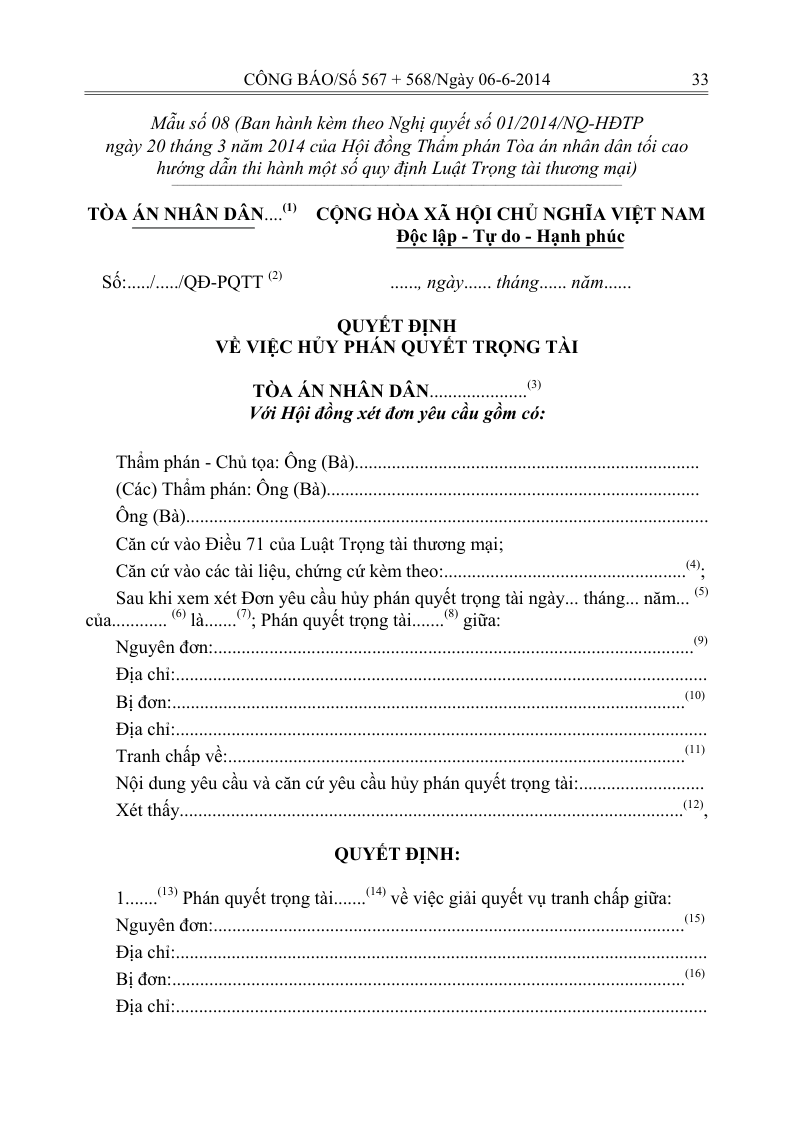 CÔNG BÁO/Số 567 + 568/Ngày 06-6-2014 33
Mẫu số 08 (Ban hành kèm theo Nghị quyết số 01/2014/NQ-HĐTP
ngày 20 tháng 3 năm 2014 của Hội đồng Thẩm phán Tòa án nhân dân tối cao
hướng dẫn thi hành một số quy định Luật Trọng tài thương mại)
TÒA ÁN NHÂN DÂN....(1) CỘNG HÒA XÃ HỘI CHỦ NGHĨA VIỆT NAM
Độc lập - Tự do - Hạnh phúc
Số:...../...../QĐ-PQTT (2) ......, ngày...... tháng...... năm......
QUYẾT ĐỊNH
VỀ VIỆC HỦY PHÁN QUYẾT TRỌNG TÀI
TÒA ÁN NHÂN DÂN.....................(3)
Với Hội đồng xét đơn yêu cầu gồm có:
Thẩm phán - Chủ tọa: Ông (Bà)..........................................................................
(Các) Thẩm phán: Ông (Bà)................................................................................
Ông (Bà)................................................................................................................
Căn cứ vào Điều 71 của Luật Trọng tài thương mại;
Căn cứ vào các tài liệu, chứng cứ kèm theo:....................................................(4);
Sau khi xem xét Đơn yêu cầu hủy phán quyết trọng tài ngày... tháng... năm... (5)
của............ (6) là.......(7); Phán quyết trọng tài.......(8) giữa:
Nguyên đơn:.......................................................................................................(9)
Địa chỉ:..................................................................................................................
Bị đơn:..............................................................................................................(10)
Địa chỉ:..................................................................................................................
Tranh chấp về:..................................................................................................(11)
Nội dung yêu cầu và căn cứ yêu cầu hủy phán quyết trọng tài:...........................
Xét thấy............................................................................................................(12),
QUYẾT ĐỊNH:
1.......(13) Phán quyết trọng tài.......(14) về việc giải quyết vụ tranh chấp giữa:
Nguyên đơn:.....................................................................................................(15)
Địa chỉ:..................................................................................................................
Bị đơn:..............................................................................................................(16)
Địa chỉ:..................................................................................................................